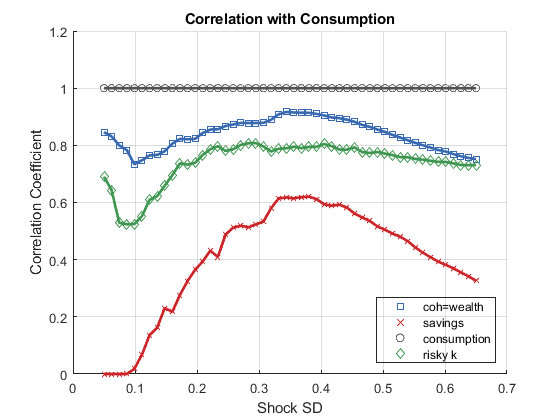 Correlation with Consumption
1.2
1
0.8
0.6
0.4
0.2
0
Correlation Coefficient
0 0.1 0.2 0.3 0.4 0.5 0.6 0.7
Shock SD
coh=wealth
savings
consumption
risky k